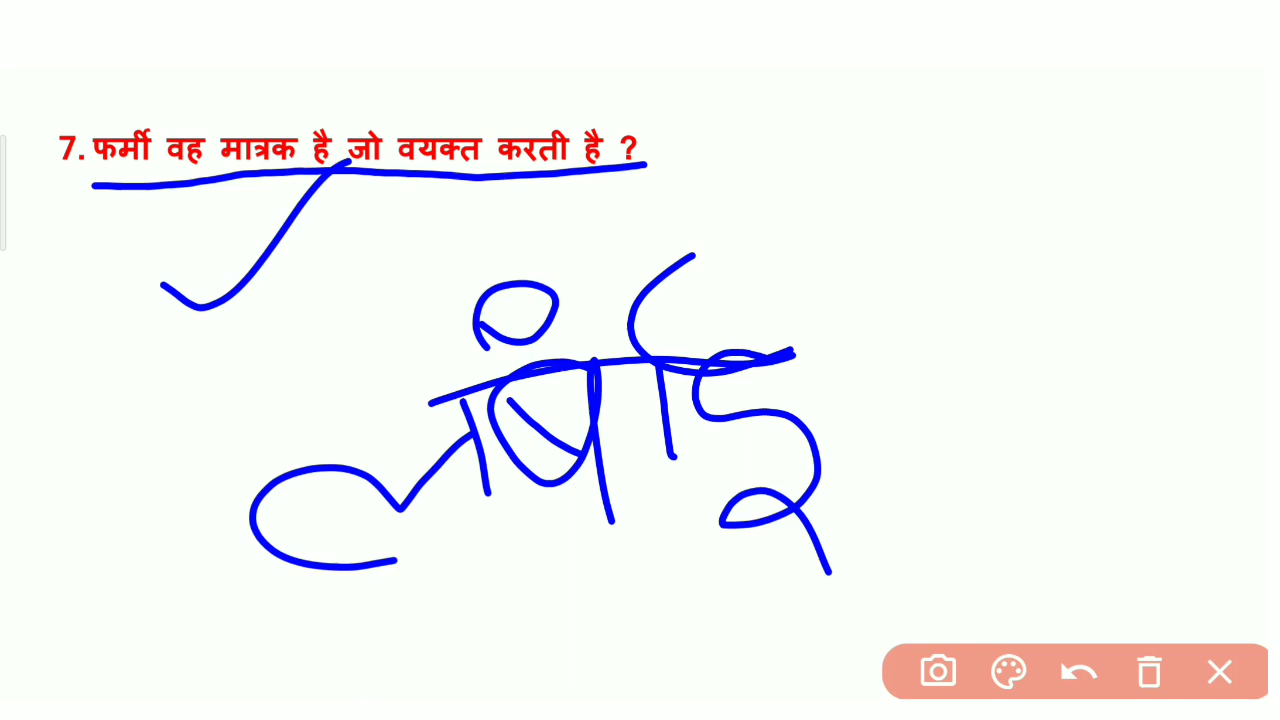 7. फर्मी वह मात्रक है जो वयक्त करती है ?
लंबाई